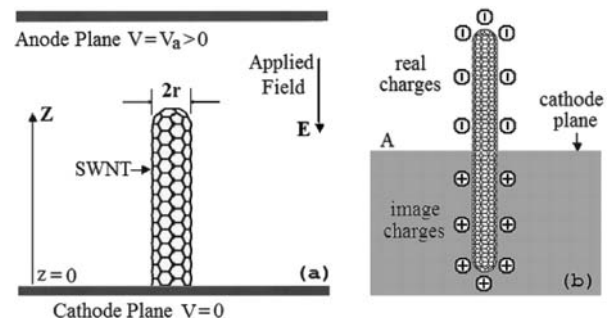 Anode Plane V=Va>0
Applied
Field
2r
Z
E
SWNT
z=0
(a)
Cathode Plane V=0
real
charges
cathode
plane
A
image
charges
(b)